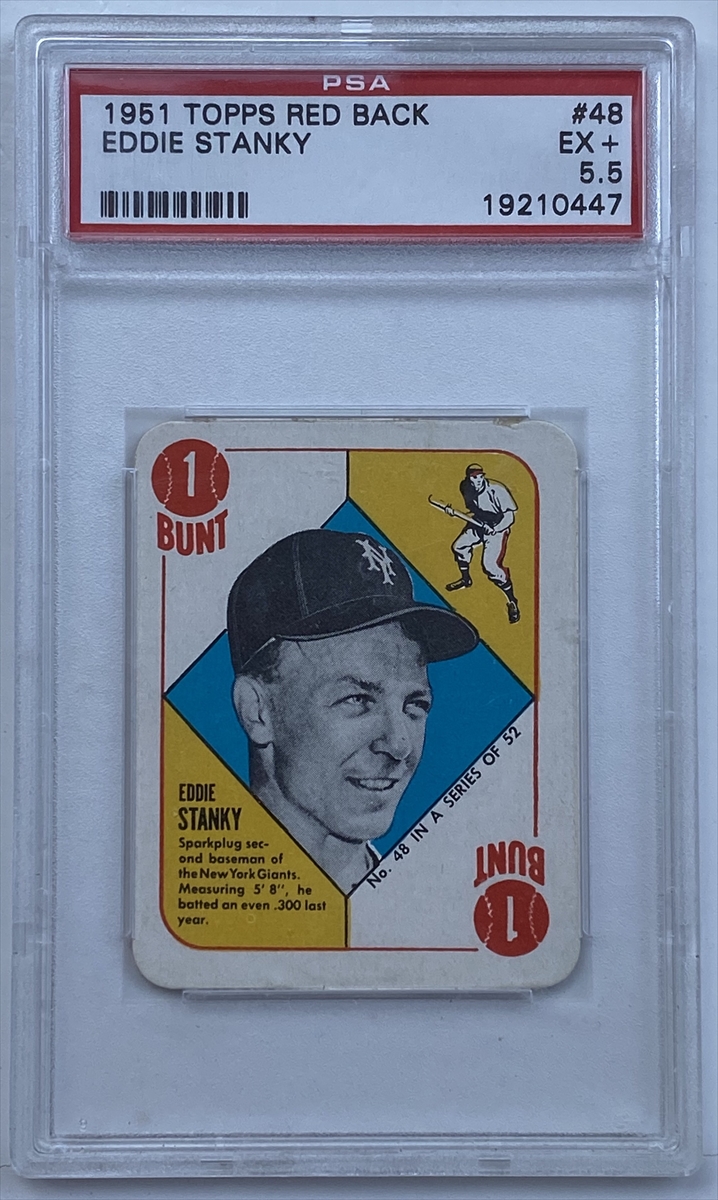 PSA
1951 TOPPS RED BACK #48
EDDIE STANKY EX +
5.5
19210447
1
BUNT
NY
EDDIE
STANKY
Sparkplug sec-
ond baseman of
the New York Giants.
Measuring 5' 8", he
batted an even .300 last
year.
No. 48 IN A SERIES OF 52
BUNT
1